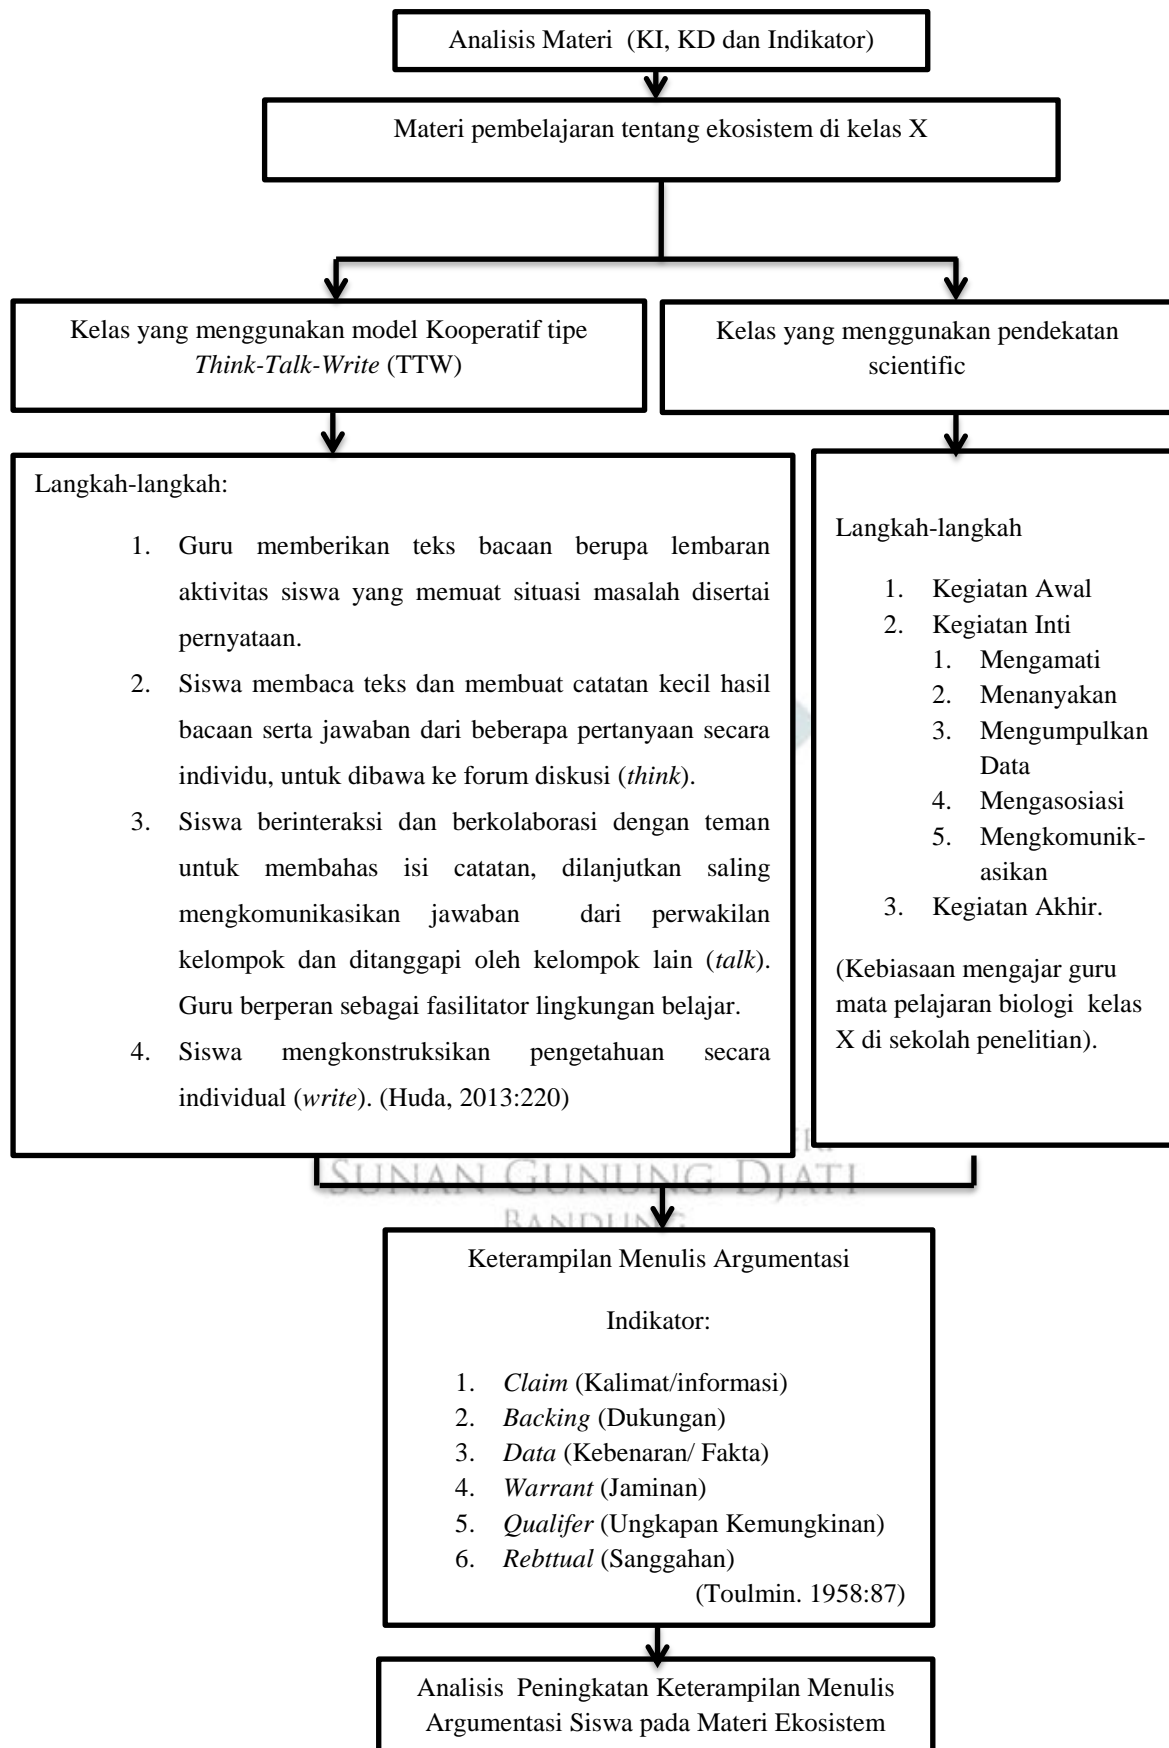 Analisis Materi (KI, KD dan Indikator)
Materi pembelajaran tentang ekosistem di kelas X
Kelas yang menggunakan model Kooperatif tipe
Think-Talk-Write (TTW)
Kelas yang menggunakan pendekatan
scientific
Langkah-langkah:
1. Guru memberikan teks bacaan berupa lembaran
aktivitas siswa yang memuat situasi masalah disertai
pernyataan.
2. Siswa membaca teks dan membuat catatan kecil hasil
bacaan serta jawaban dari beberapa pertanyaan secara
individu, untuk dibawa ke forum diskusi (think).
3. Siswa berinteraksi dan berkolaborasi dengan teman
untuk membahas isi catatan, dilanjutkan saling
mengkomunikasikan jawaban dari perwakilan
kelompok dan ditanggapi oleh kelompok lain (talk).
Guru berperan sebagai fasilitator lingkungan belajar.
4. Siswa mengkonstruksikan pengetahuan secara
individual (write). (Huda, 2013:220)
Langkah-langkah
1. Kegiatan Awal
2. Kegiatan Inti
1. Mengamati
2. Menanyakan
3. Mengumpulkan
Data
4. Mengasosiasi
5. Mengkomunik-
asikan
3. Kegiatan Akhir.
(Kebiasaan mengajar guru
mata pelajaran biologi kelas
X di sekolah penelitian).
SUNAN GUNUNG DJATI
BANDUNG
Keterampilan Menulis Argumentasi
Indikator:
1. Claim (Kalimat/informasi)
2. Backing (Dukungan)
3. Data (Kebenaran/ Fakta)
4. Warrant (Jaminan)
5. Qualifer (Ungkapan Kemungkinan)
6. Rebttual (Sanggahan)
(Toulmin. 1958:87)
Analisis Peningkatan Keterampilan Menulis
Argumentasi Siswa pada Materi Ekosistem